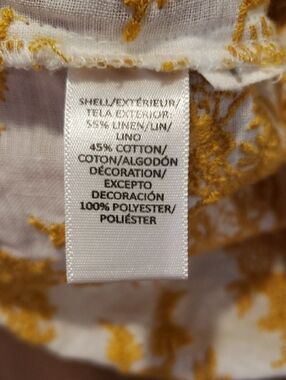 SHELL/EXTÉRIEUR/
TELA EXTERIOR:
55% LINEN/LIN/
LINO
45% COTTON/
COTON/ALGODÓN
DÉCORATION/
EXCEPTO
DECORACIÓN
100% POLYESTER/
POLIÉSTER